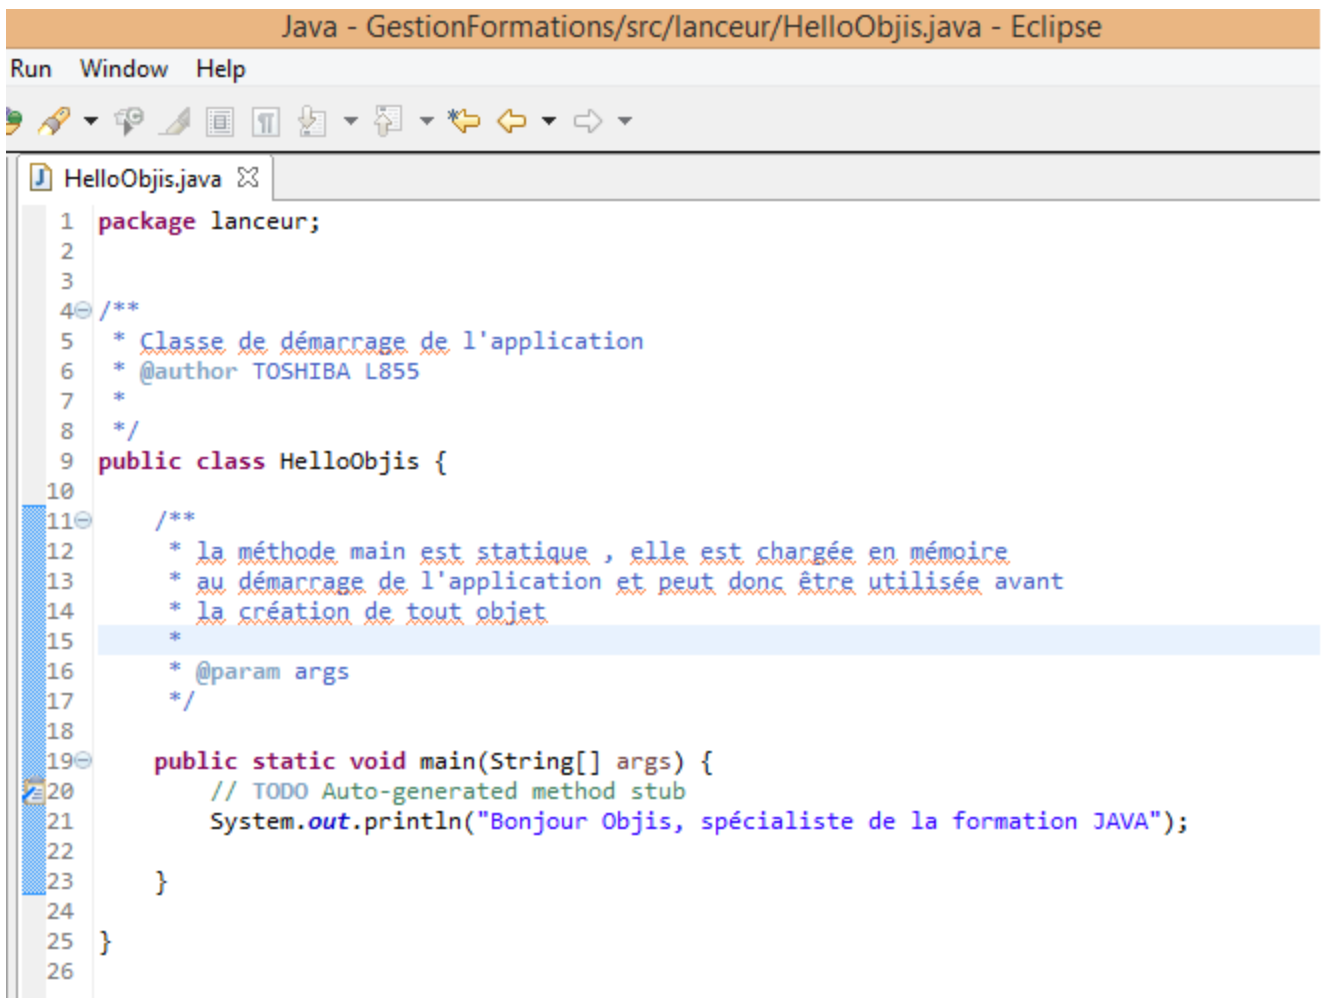 Java - GestionFormations/src/lanceur/HelloObjis.java - Eclipse
Run Window Help
HelloObjis.java
1 package lanceur;
2
3
4 /**
5 * Classe de démarrage de l'application
6 * @author TOSHIBA L855
7 *
8 */
9 public class HelloObjis {
10
11 /**
12 * la méthode main est statique , elle est chargée en mémoire
13 * au démarrage de l'application et peut donc être utilisée avant
14 * la création de tout objet
15 *
16 * @param args
17 */
18
19 public static void main(String[] args) {
20 // TODO Auto-generated method stub
21 System.out.println("Bonjour Objis, spécialiste de la formation JAVA");
22
23 }
24
25 }
26